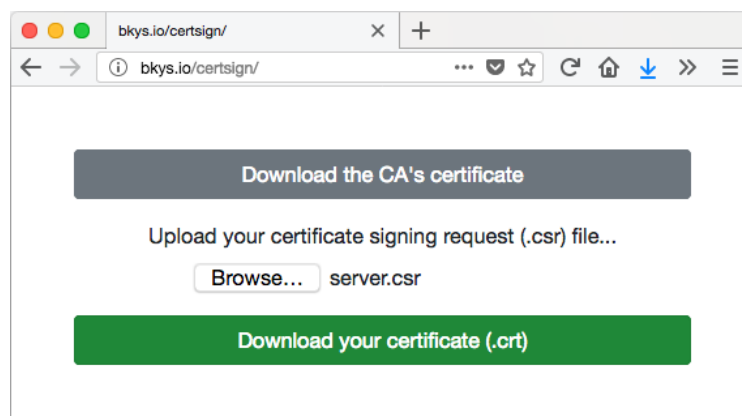 bkys.io/certsign/
bkys.io/certsign/
Download the CA's certificate
Upload your certificate signing request (.csr) file...
Browse... server.csr
Download your certificate (.crt)